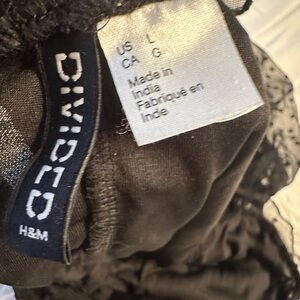 DIVIDED
H&M
US L
CA G
Made in
India
Fabriqué en
Inde